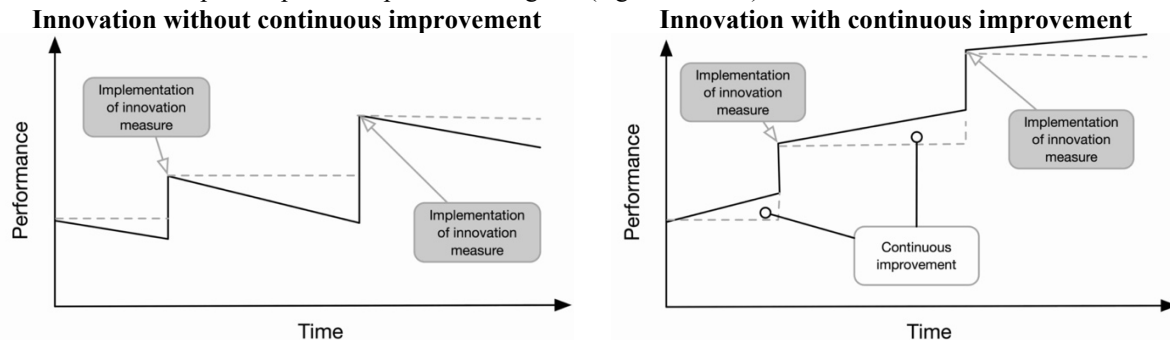 Innovation without continuous improvement
Implementation
of innovation
measure
Implementation
of innovation
measure
Performance
Time
Innovation with continuous improvement
Implementation
of innovation
measure
Implementation
of innovation
measure
Continuous
improvement
Performance
Time